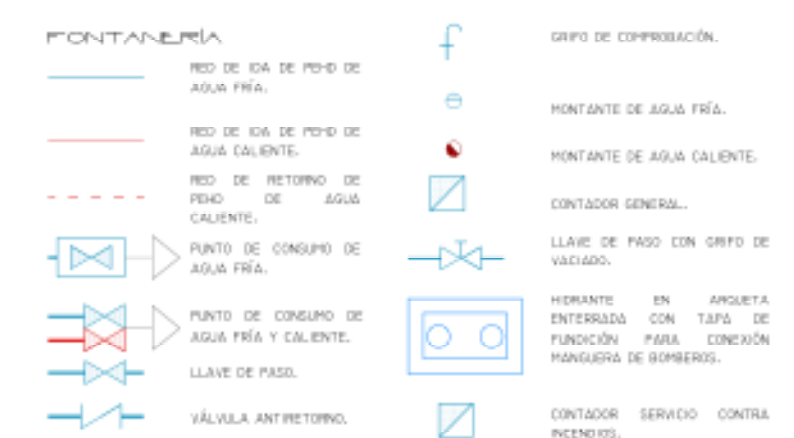 FONTANERÍA
RED DE IDA DE PEHD DE
AGUA FRÍA.
RED DE IDA DE PEHD DE
AGUA CALIENTE.
RED DE RETORNO DE
PEHD DE AGUA
CALIENTE.
PUNTO DE CONSUMO DE
AGUA FRÍA.
PUNTO DE CONSUMO DE
AGUA FRÍA Y CALIENTE.
LLAVE DE PASO.
VÁLVULA ANTIRETORNO.
GRIFO DE COMPROBACIÓN.
MONTANTE DE AGUA FRÍA.
MONTANTE DE AGUA CALIENTE.
CONTADOR GENERAL.
LLAVE DE PASO CON GRIFO DE
VACIADO.
HIDRANTE EN ARQUETA
ENTERRADA CON TAPA DE
FUNDICIÓN PARA CONEXIÓN
MANGUERA DE BOMBEROS.
CONTADOR SERVICIO CONTRA
INCENDIOS.